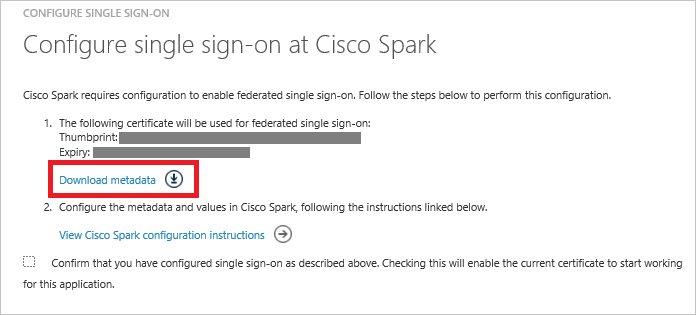 CONFIGURE SINGLE SIGN-ON
Configure single sign-on at Cisco Spark
Cisco Spark requires configuration to enable federated single sign-on. Follow the steps below to perform this configuration.
1. The following certificate will be used for federated single sign-on:
Thumbprint:
Expiry:
Download metadata
2. Configure the metadata and values in Cisco Spark, following the instructions linked below.
View Cisco Spark configuration instructions
Confirm that you have configured single sign-on as described above. Checking this will enable the current certificate to start working
for this application.